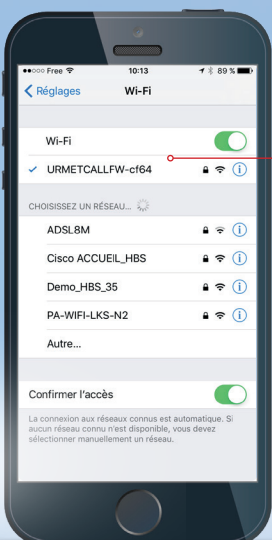 Free 10:13 89 %
Réglages Wi-Fi
Wi-Fi
URMETCALLFW-cf64
CHOISISSEZ UN RÉSEAU...
ADSL8M
Cisco ACCUEIL_HBS
Demo_HBS_35
PA-WIFI-LKS-N2
Autre...
Confirmer l'accès
La connexion aux réseaux connus est automatique. Si
aucun réseau connu n'est disponible, vous devez
sélectionner manuellement un réseau.